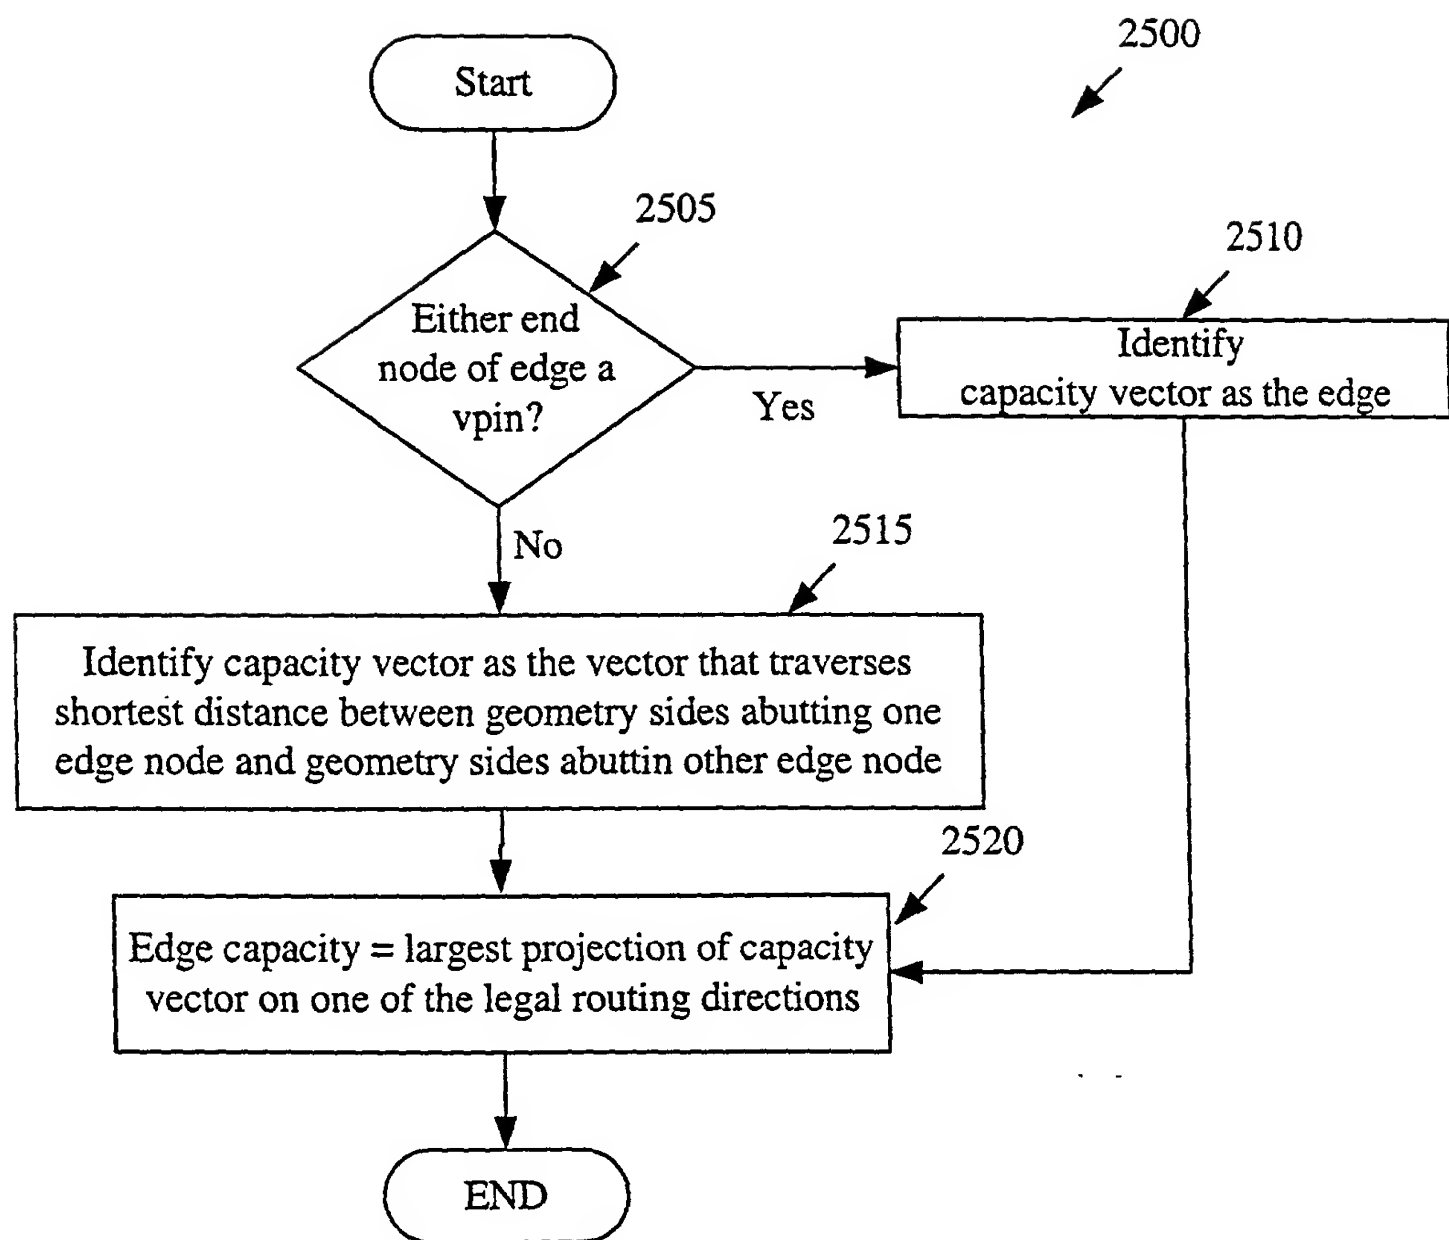 2500
Start
2505
Either end
node of edge a
vpin?
Yes
2510
Identify
capacity vector as the edge
No
2515
Identify capacity vector as the vector that traverses
shortest distance between geometry sides abutting one
edge node and geometry sides abuttin other edge node
2520
Edge capacity = largest projection of capacity
vector on one of the legal routing directions
END